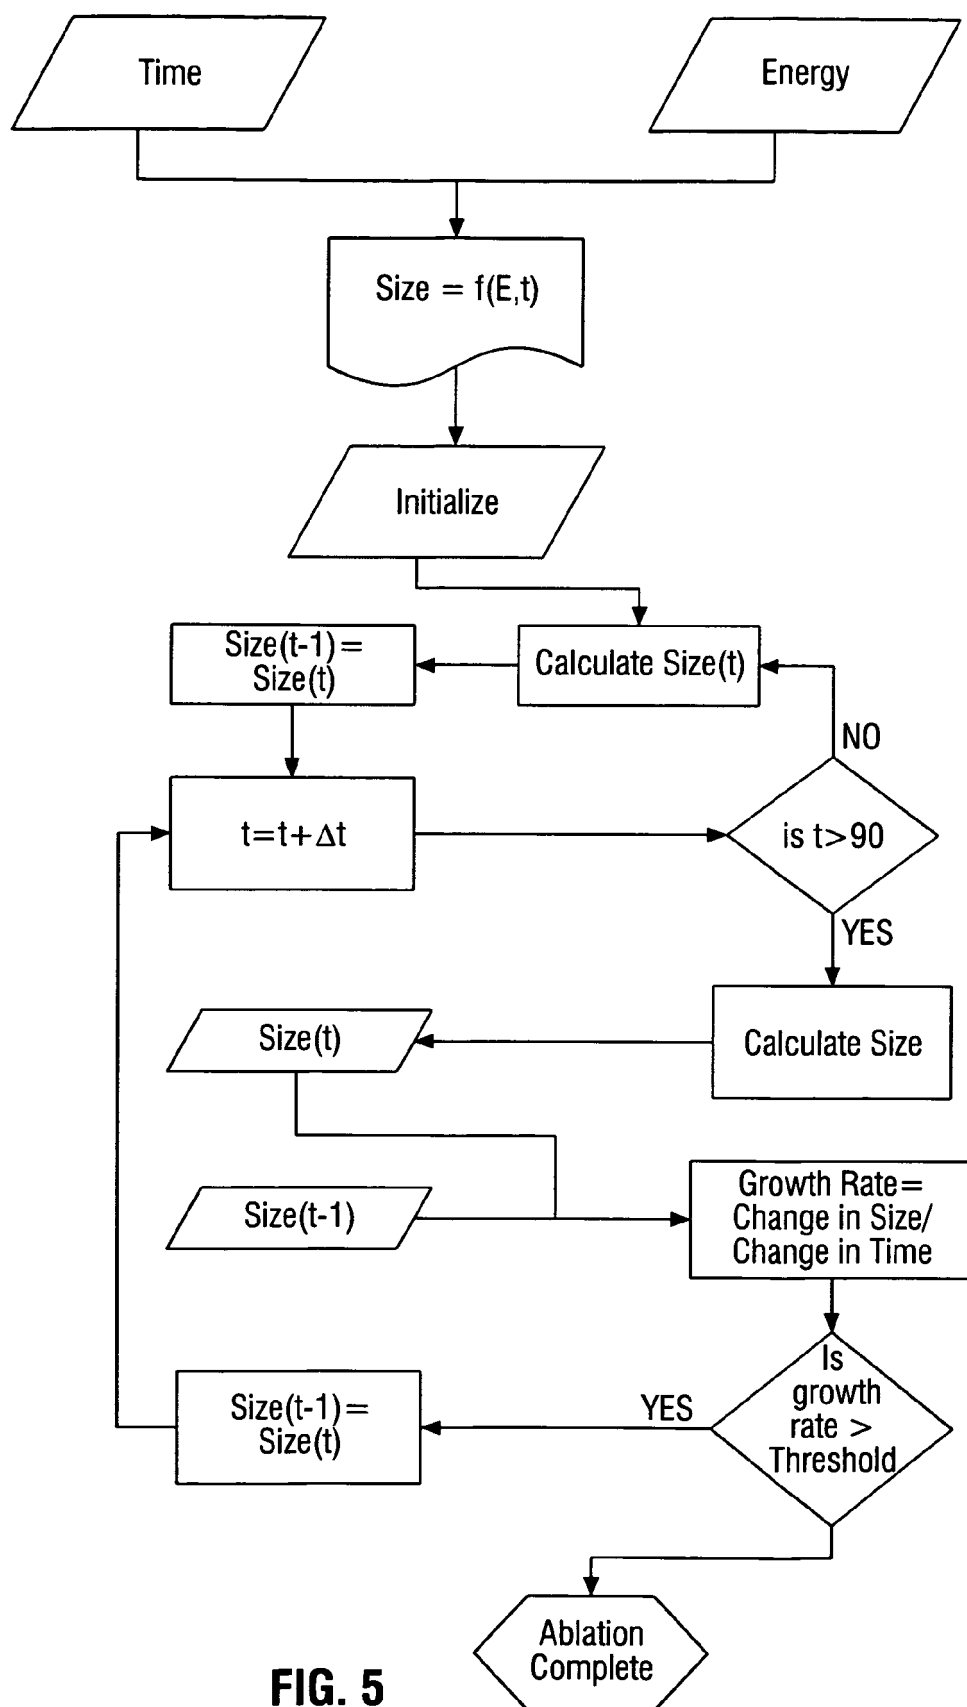 Time
Energy
Size = f(E,t)
Initialize
Size(t-1)=
Size(t)
Calculate Size(t)
NO
t=t+Δt
is t>90
YES
Size(t)
Calculate Size
Size(t-1)
Growth Rate=
Change in Size/
Change in Time
Size(t-1)=
Size(t)
YES
Is
growth
rate >
Threshold
Ablation
Complete
FIG. 5